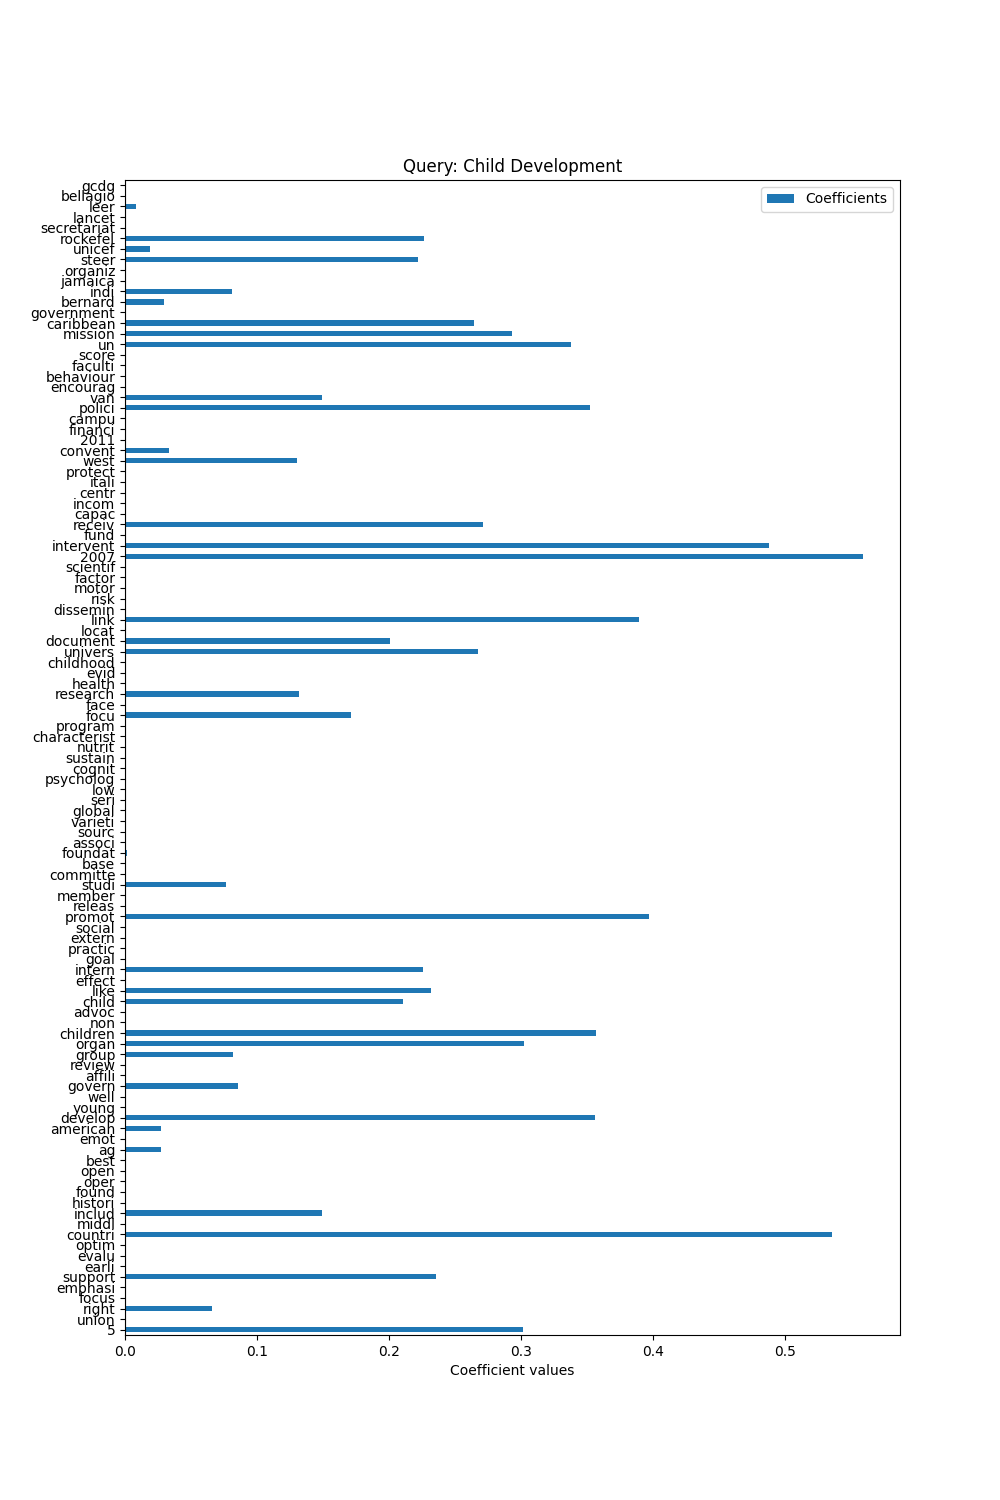 Query: Child Development
Coefficients
gcdg
bellagio
leer
lancet
secretariat
rockefel
unicef
steer
organiz
jamaica
indi
bernard
government
caribbean
mission
un
score
faculti
behaviour
encourag
van
polici
campu
financi
2011
convent
west
protect
itali
centr
incom
capac
receiv
fund
intervent
2007
scientif
factor
motor
risk
dissemin
link
locat
document
univers
childhood
evid
health
research
face
focu
program
characterist
nutrit
sustain
cognit
psycholog
low
seri
global
varieti
sourc
associ
foundat
base
committe
studi
member
releas
promot
social
extern
practic
goal
intern
effect
like
child
advoc
non
children
organ
group
review
affili
govern
well
young
develop
american
emot
ag
best
open
oper
found
histori
includ
middl
countri
optim
evalu
earli
support
emphasi
focus
right
union
5
0.0 0.1 0.2 0.3 0.4 0.5
Coefficient values